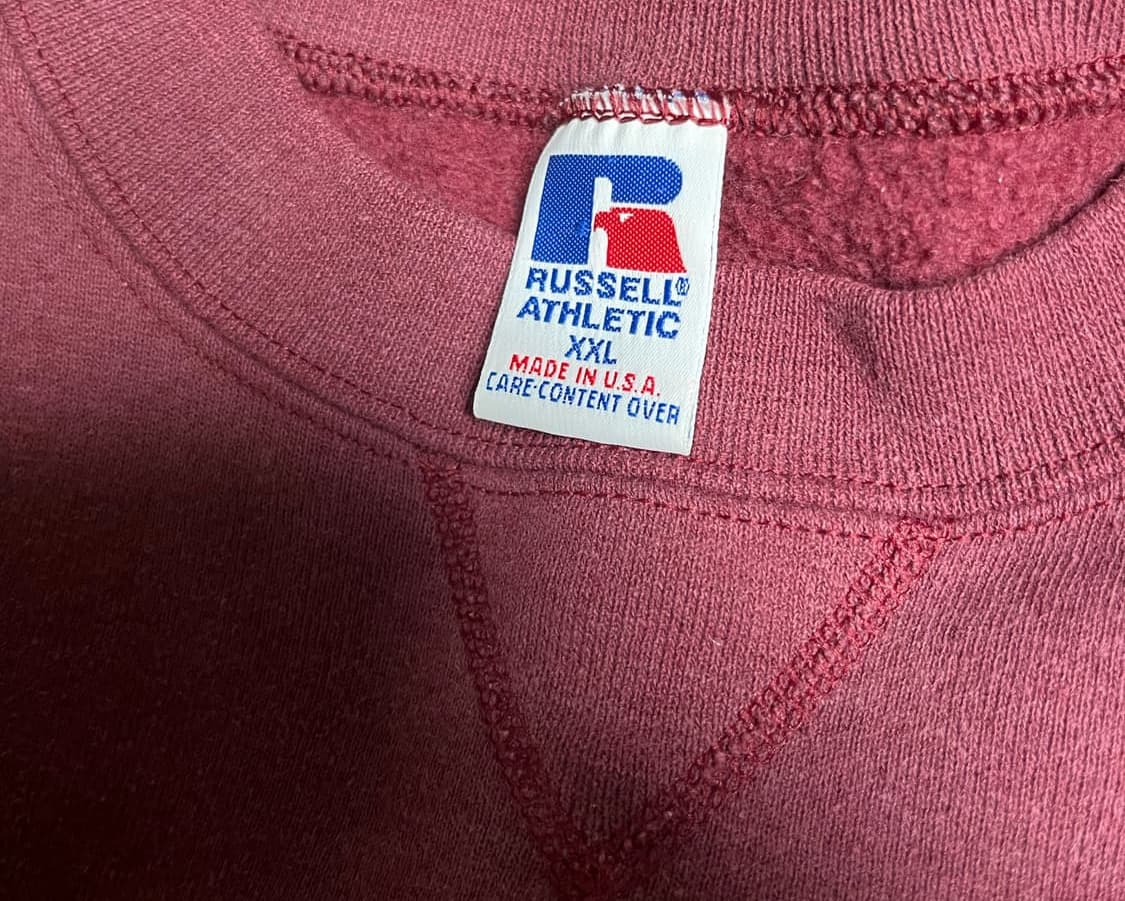 RUSSELL®
ATHLETIC
XXL
MADE IN U.S.A.
CARE-CONTENT OVER